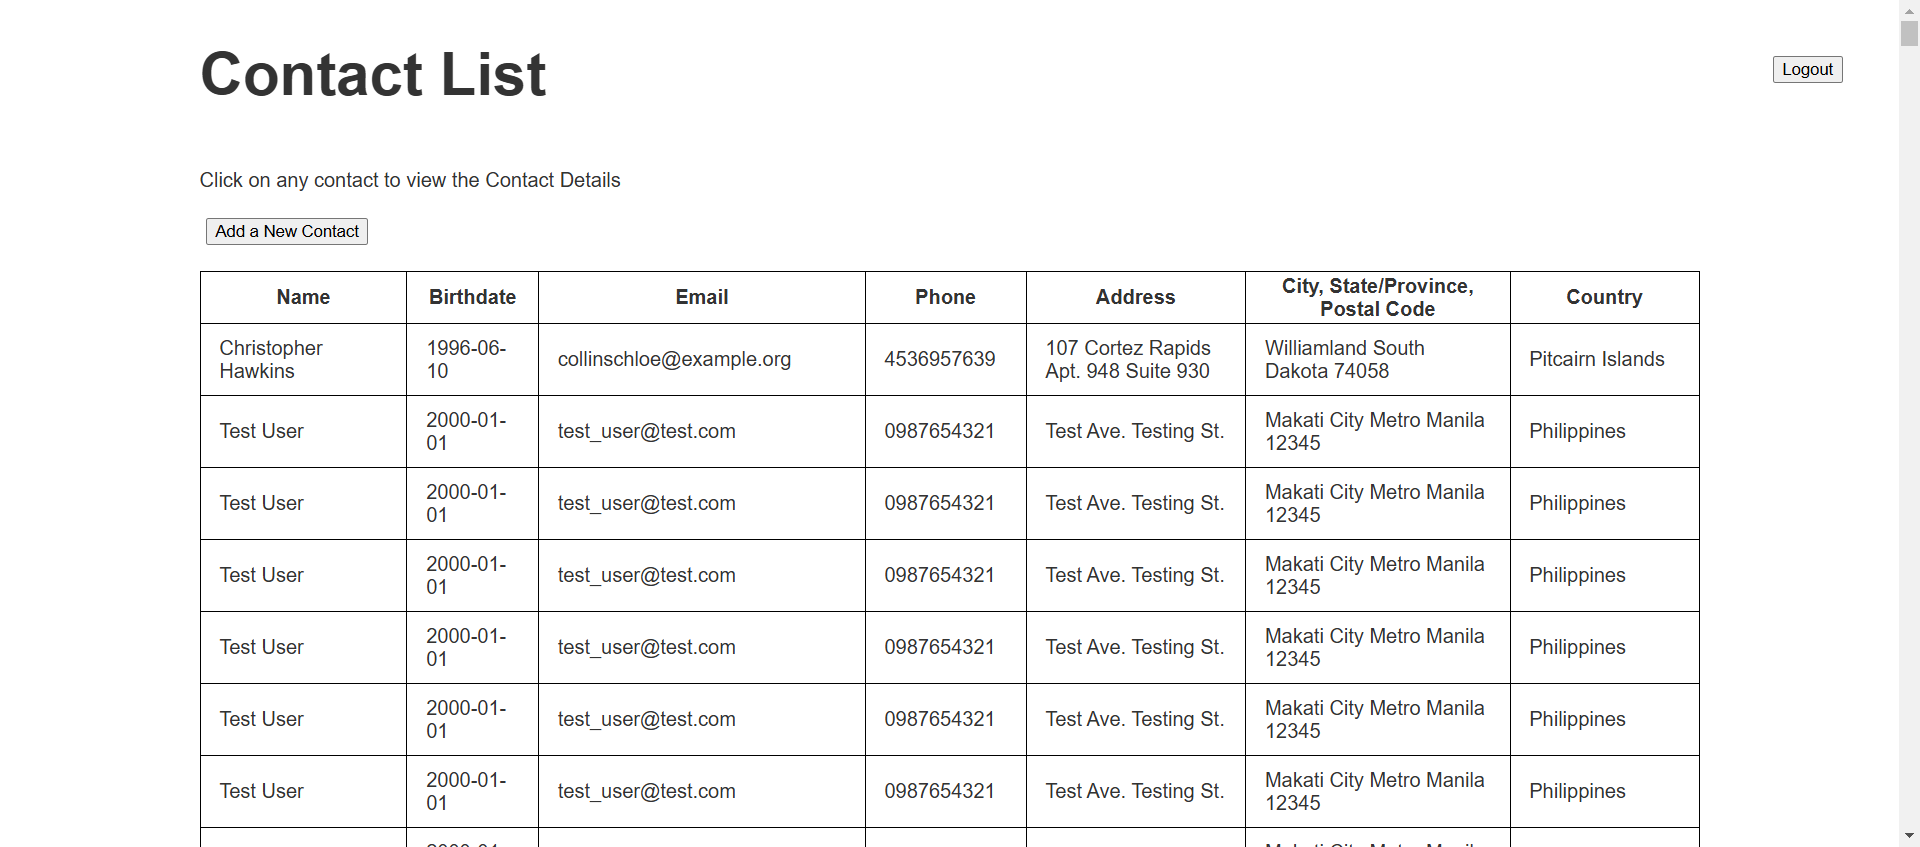 Contact List
Logout
Click on any contact to view the Contact Details
Add a New Contact
Name Birthdate Email Phone Address City, State/Province, Postal Code Country
Christopher Hawkins 1996-06-10 collinschloe@example.org 4536957639 107 Cortez Rapids Apt. 948 Suite 930 Williamland South Dakota 74058 Pitcairn Islands
Test User 2000-01-01 test_user@test.com 0987654321 Test Ave. Testing St. Makati City Metro Manila 12345 Philippines
Test User 2000-01-01 test_user@test.com 0987654321 Test Ave. Testing St. Makati City Metro Manila 12345 Philippines
Test User 2000-01-01 test_user@test.com 0987654321 Test Ave. Testing St. Makati City Metro Manila 12345 Philippines
Test User 2000-01-01 test_user@test.com 0987654321 Test Ave. Testing St. Makati City Metro Manila 12345 Philippines
Test User 2000-01-01 test_user@test.com 0987654321 Test Ave. Testing St. Makati City Metro Manila 12345 Philippines
Test User 2000-01-01 test_user@test.com 0987654321 Test Ave. Testing St. Makati City Metro Manila 12345 Philippines